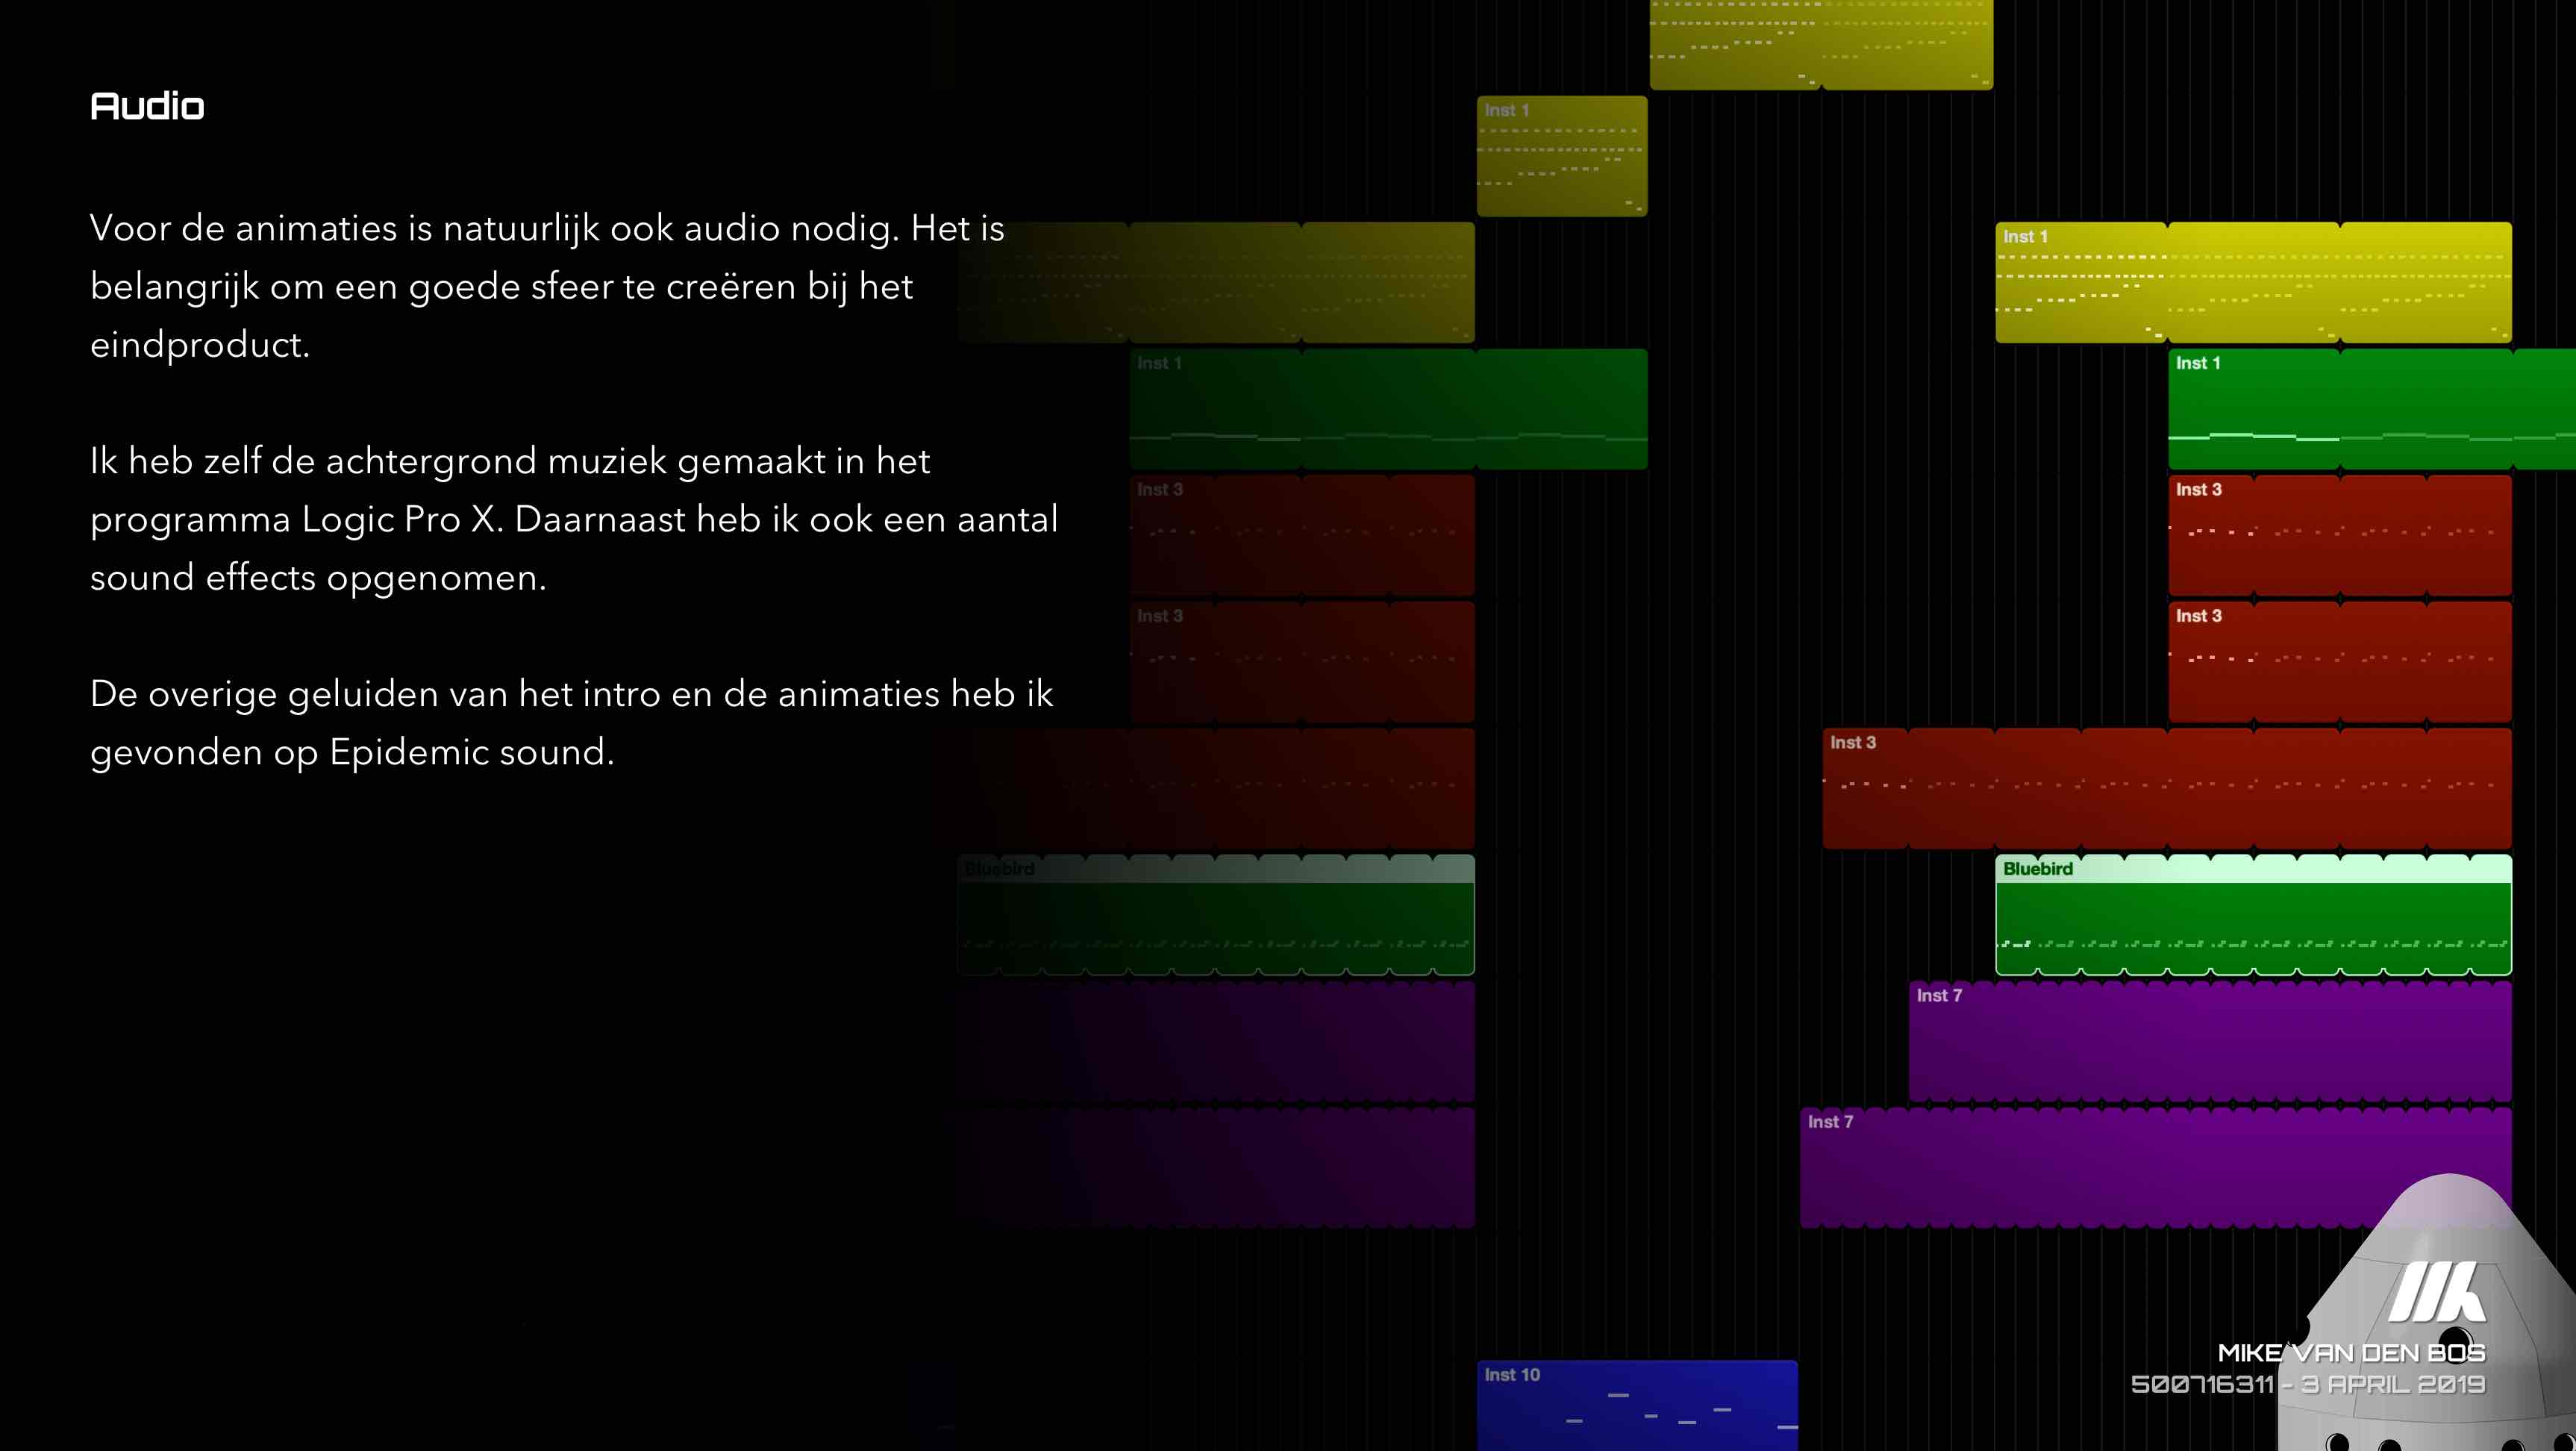 Audio
Voor de animaties is natuurlijk ook audio nodig. Het is
belangrijk om een goede sfeer te creëren bij het
eindproduct.
Ik heb zelf de achtergrond muziek gemaakt in het
programma Logic Pro X. Daarnaast heb ik ook een aantal
sound effects opgenomen.
De overige geluiden van het intro en de animaties heb ik
gevonden op Epidemic sound.
Inst 1
Inst 1
Inst 1
Inst 1
Inst 3
Inst 3
Inst 3
Inst 3
Inst 3
Bluebird
Bluebird
Inst 7
Inst 7
Inst 10
MIKE VAN DEN BOS
500716311 - 3 APRIL 2019